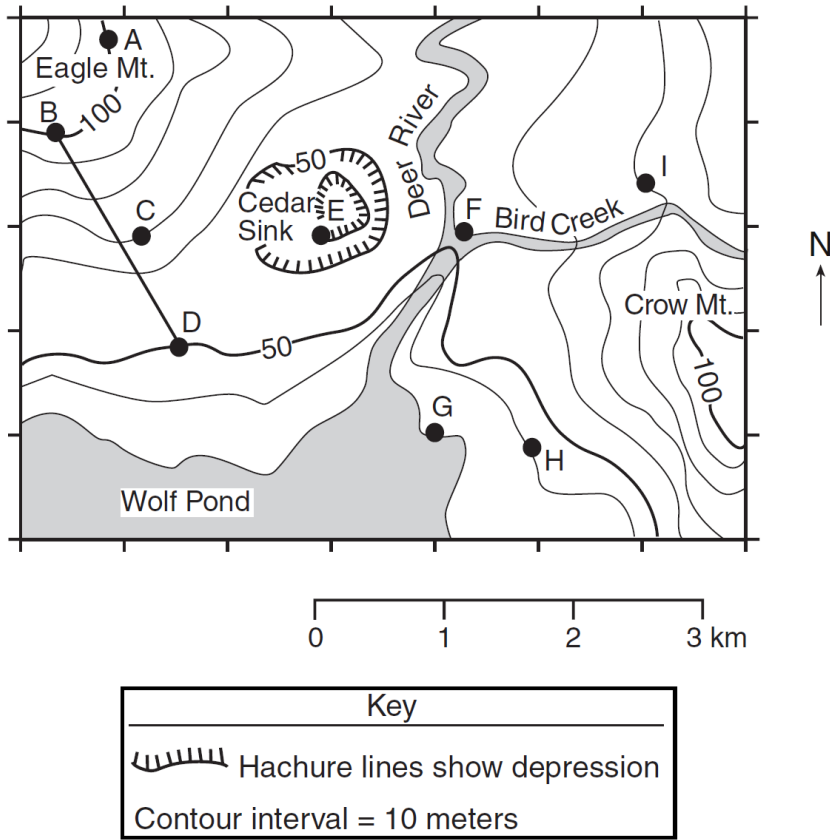 A
Eagle Mt.
B
100
C
50
Cedar
Sink
E
Deer River
F
Bird Creek
I
N
Crow Mt.
100
D
50
G
H
Wolf Pond
0 1 2 3 km
Key
Hachure lines show depression
Contour interval = 10 meters